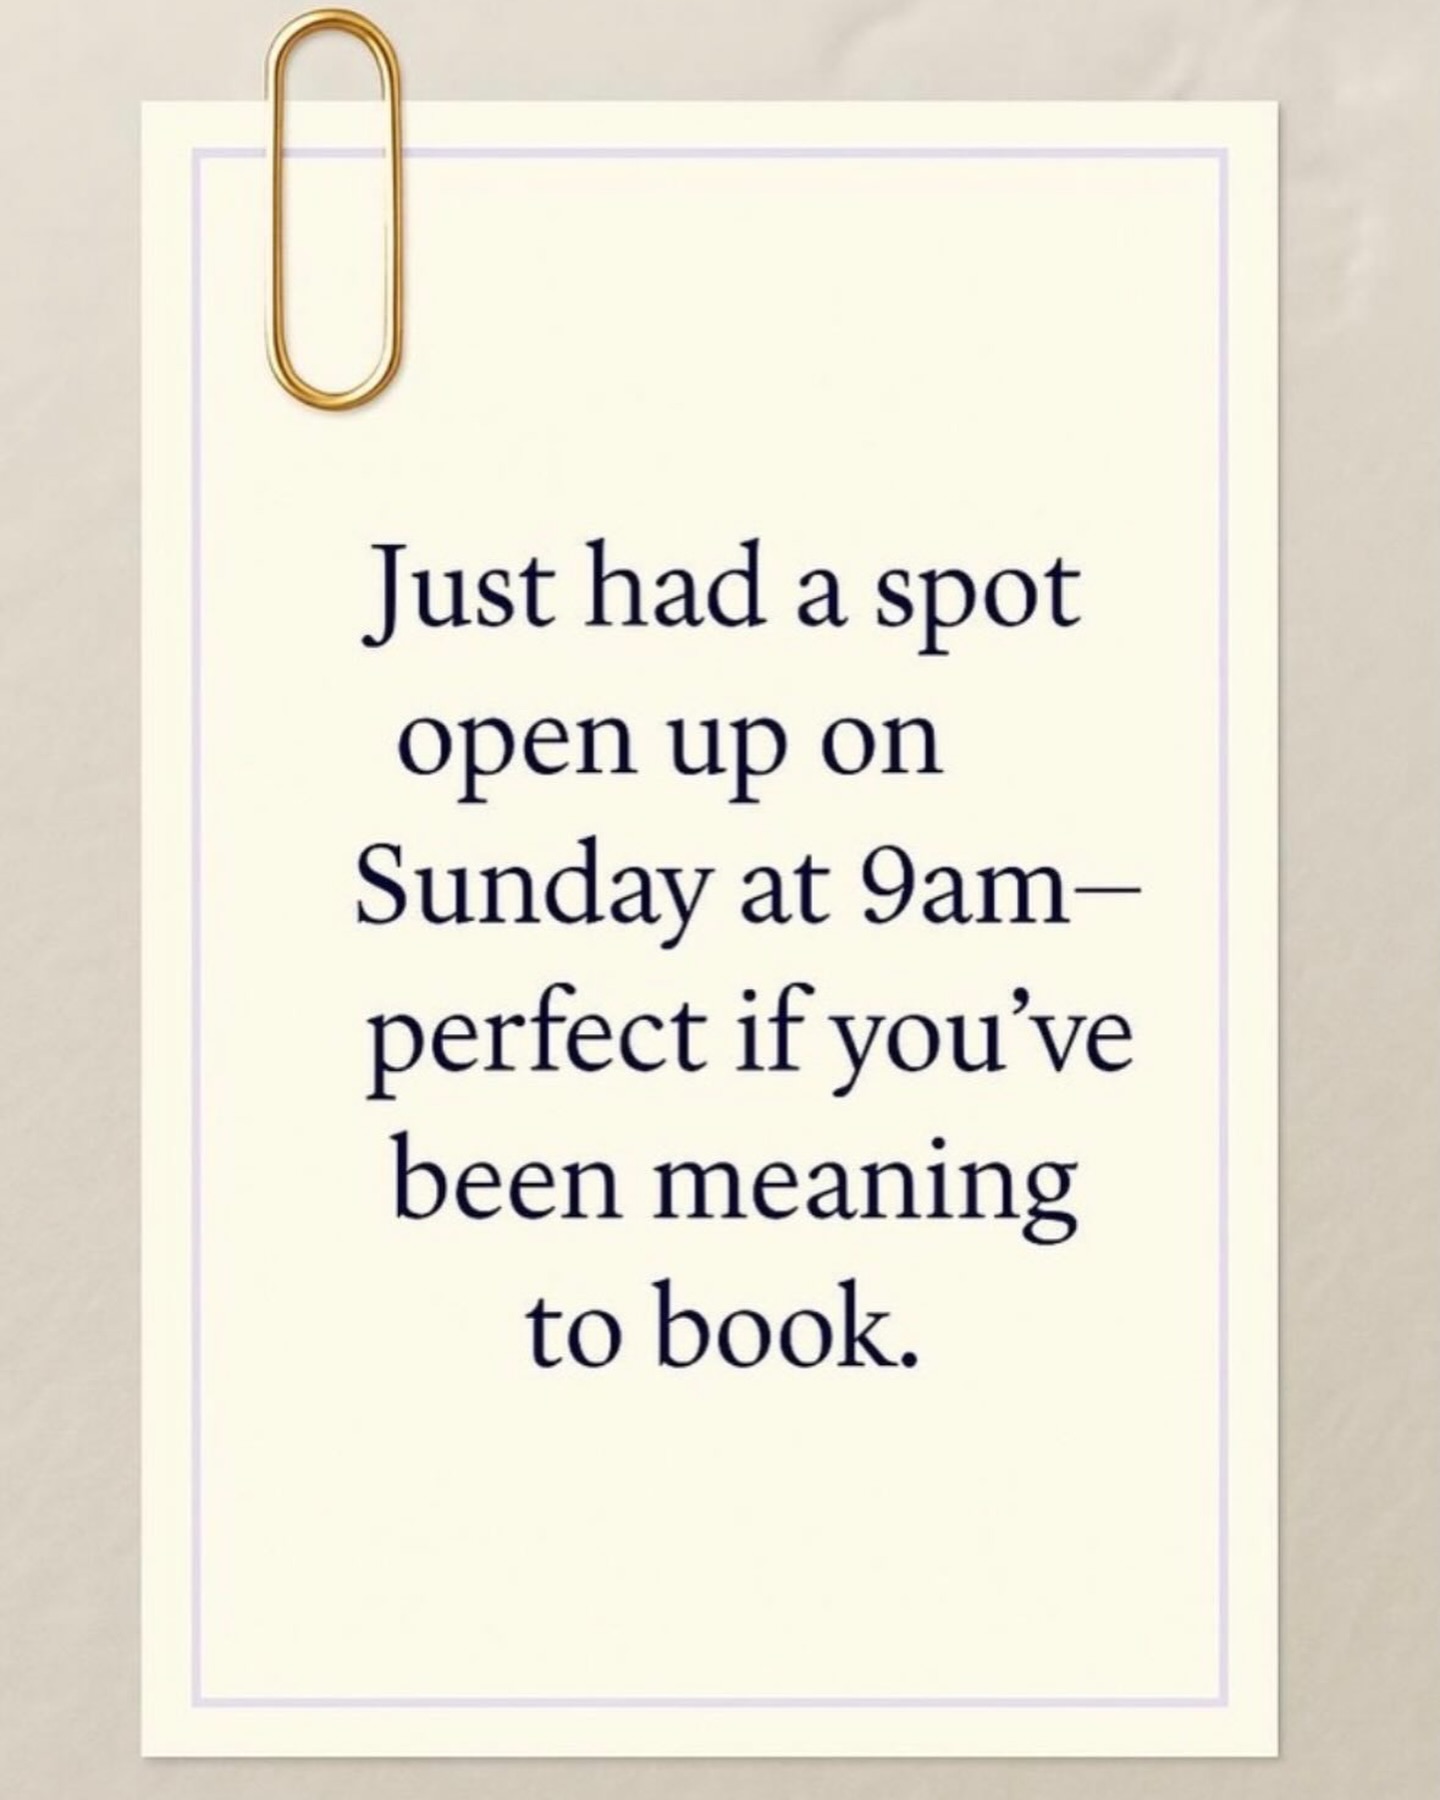 Just had a spot
open up on
Sunday at 9am—
perfect if you’ve
been meaning
to book.